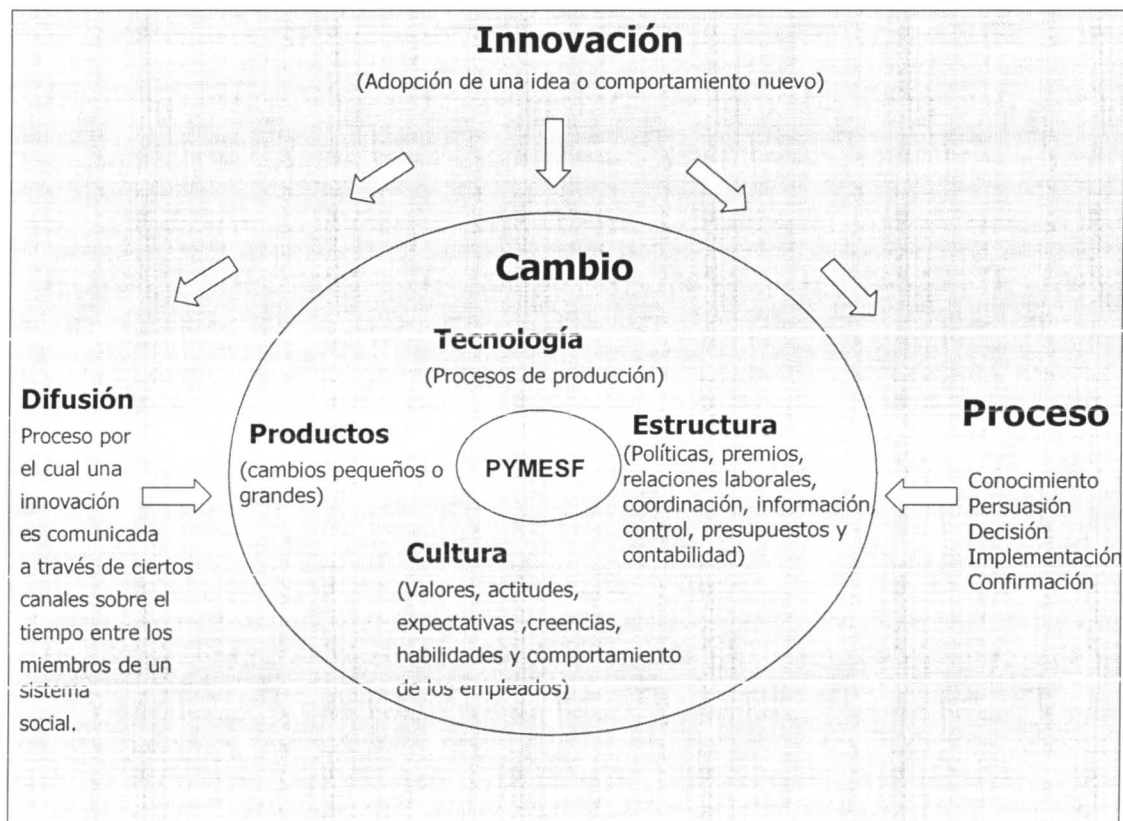 Innovación
(Adopción de una idea o comportamiento nuevo)
Cambio
Tecnología
(Procesos de producción)
Difusión
Proceso por
el cual una
innovación
es comunicada
a través de ciertos
canales sobre el
tiempo entre los
miembros de un
sistema
social.
Productos
(cambios pequeños o
grandes)
PYMESF
Estructura
(Políticas, premios,
relaciones laborales,
coordinación, información
control, presupuestos y
contabilidad)
Cultura
(Valores, actitudes,
expectativas ,creencias,
habilidades y comportamiento
de los empleados)
Proceso
Conocimiento
Persuasión
Decisión
Implementación
Confirmación